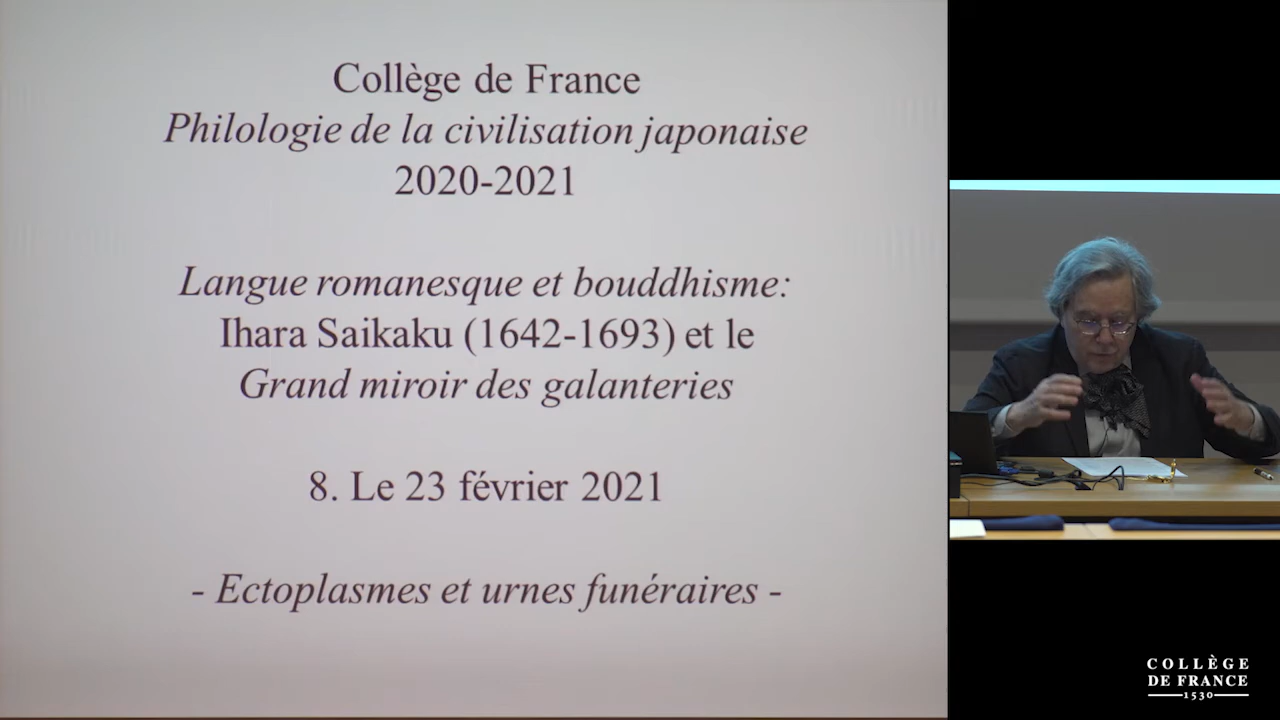 Collège de France
Philologie de la civilisation japonaise
2020-2021
Langue romanesque et bouddhisme:
Ihara Saikaku (1642-1693) et le
Grand miroir des galanteries
8. Le 23 février 2021
- Ectoplasmes et urnes funéraires -
COLLÈGE
DE FRANCE
1530